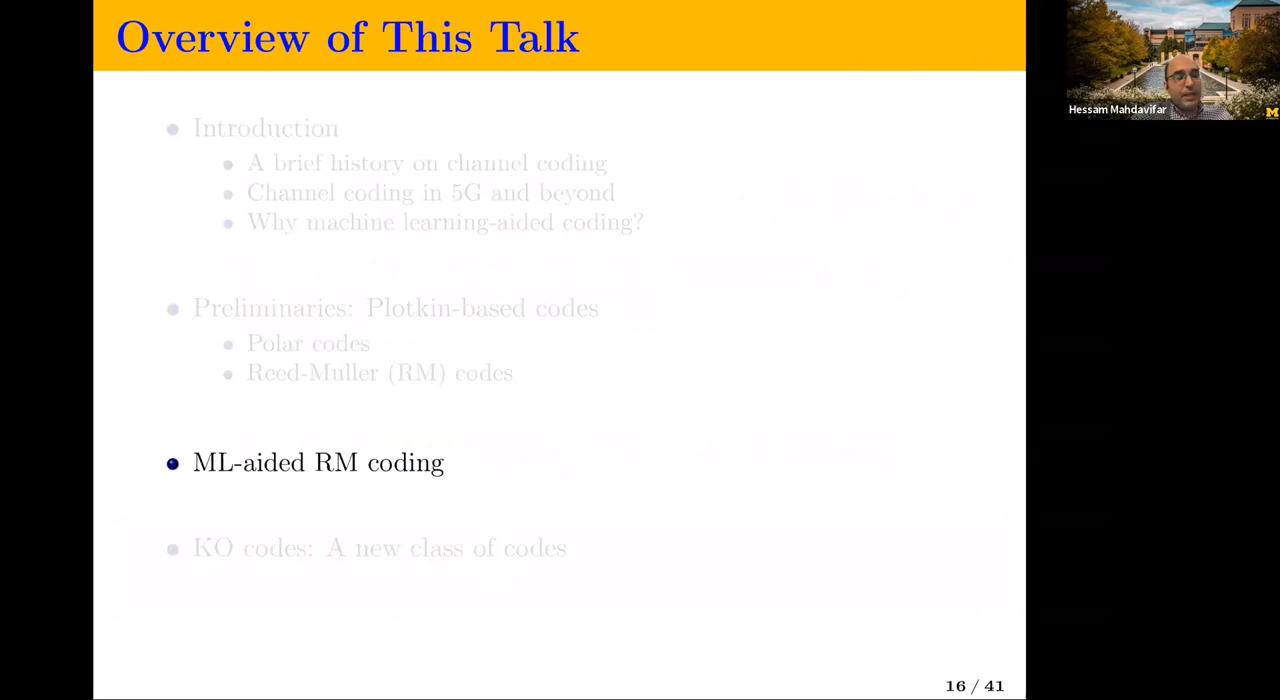 Overview of This Talk
Introduction
A brief history on channel coding
Channel coding in 5G and beyond
Why machine learning-aided coding?
Preliminaries: Plotkin-based codes
Polar codes
Reed-Muller (RM) codes
ML-aided RM coding
KO codes: A new class of codes
16 / 41
Hessam Mahdavifar
M